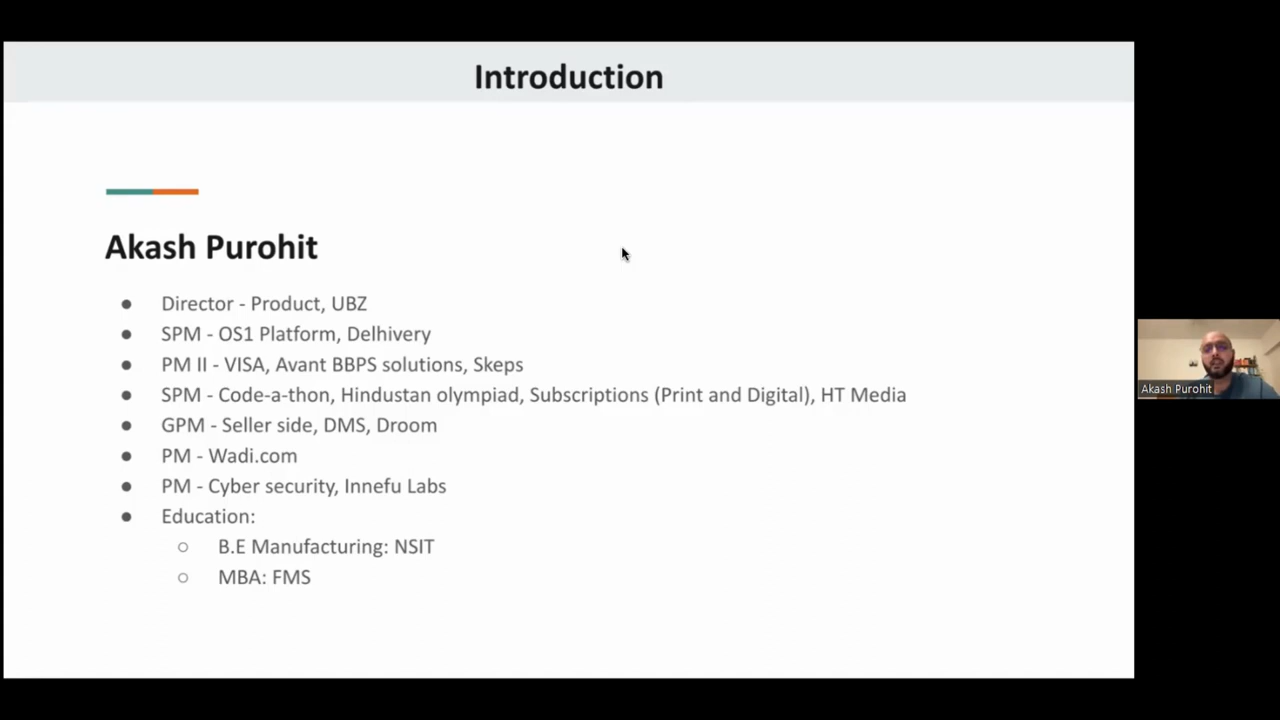 Introduction
Akash Purohit
● Director - Product, UBZ
● SPM - OS1 Platform, Delhivery
● PM II - VISA, Avant BBPS solutions, Skeps
● SPM - Code-a-thon, Hindustan olympiad, Subscriptions (Print and Digital), HT Media
● GPM - Seller side, DMS, Droom
● PM - Wadi.com
● PM - Cyber security, Innefu Labs
● Education:
○ B.E Manufacturing: NSIT
○ MBA: FMS
Akash Purohit